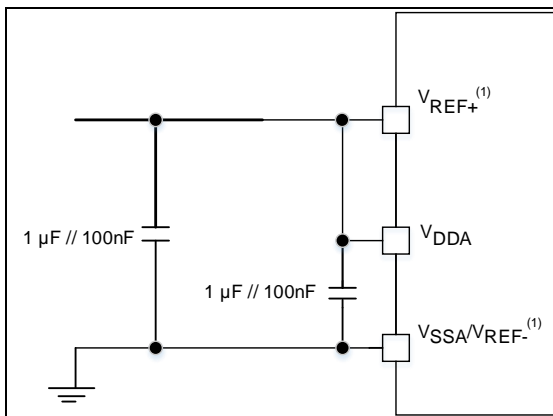 VREF+(1)
1 µF // 100nF
VDDA
1 µF // 100nF
VSSA/VREF-(1)